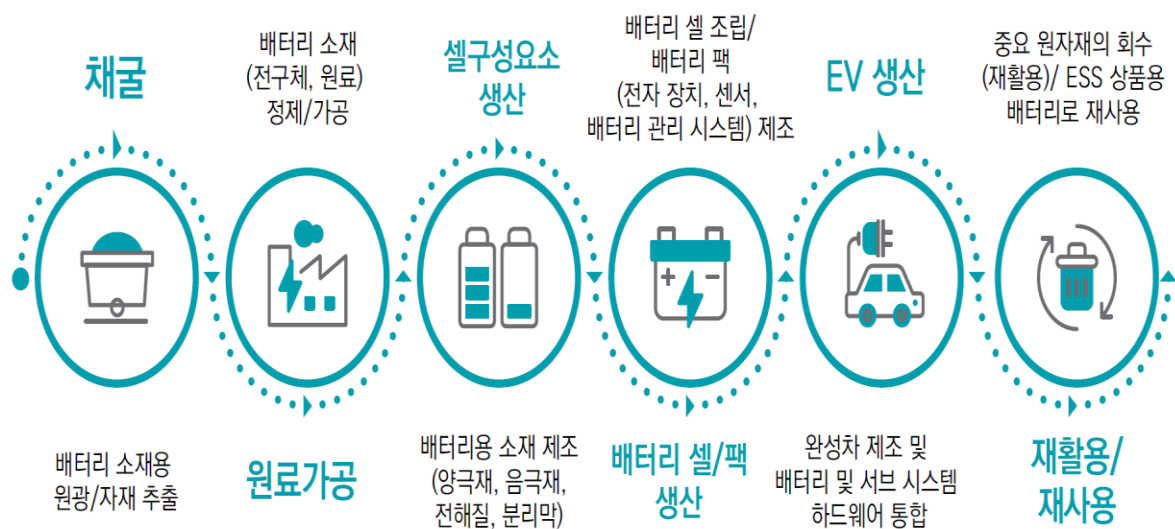 채굴
배터리 소재용
원광/자재 추출
배터리 소재
(전구체, 원료)
정제/가공
원료가공
셀구성요소
생산
배터리용 소재 제조
(양극재, 음극재,
전해질, 분리막)
배터리 셀 조립/
배터리 팩
(전자 장치, 센서,
배터리 관리 시스템) 제조
배터리 셀/팩
생산
EV 생산
완성차 제조 및
배터리 및 서브 시스템
하드웨어 통합
중요 원자재의 회수
(재활용)/ ESS 상품용
배터리로 재사용
재활용/
재사용